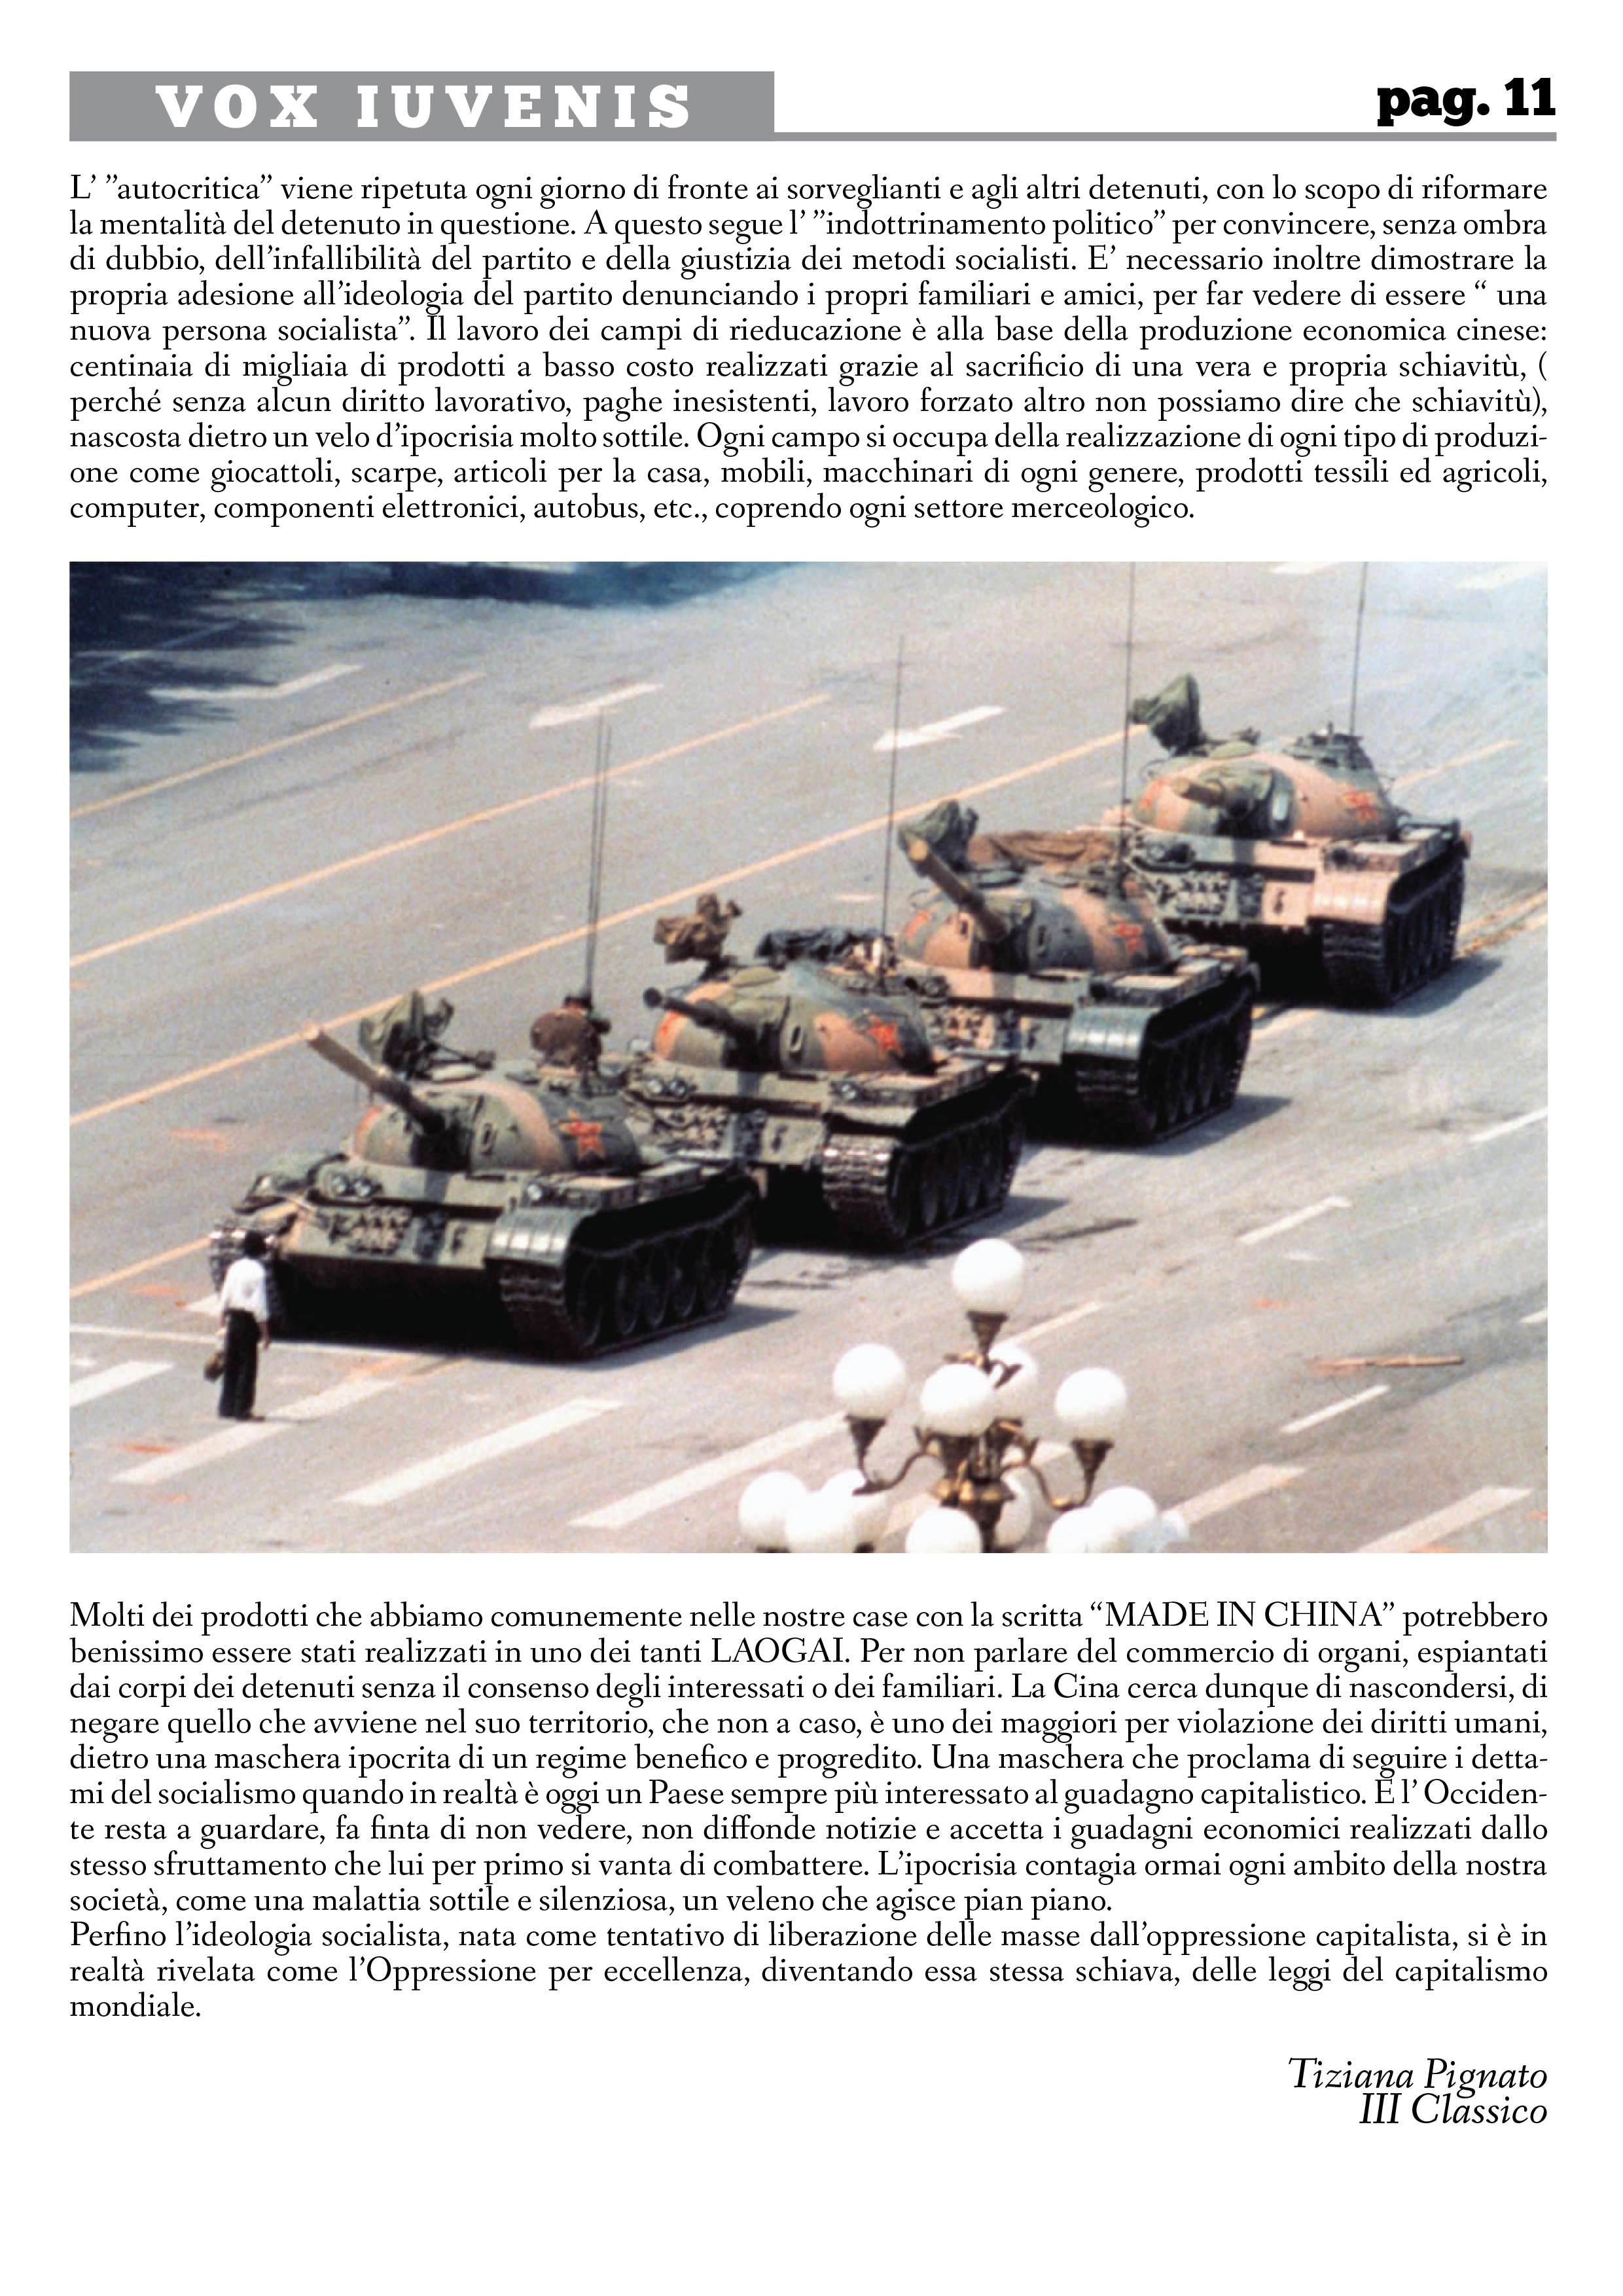 VOX IUVENIS
pag. 11
L’ ”autocritica” viene ripetuta ogni giorno di fronte ai sorveglianti e agli altri detenuti, con lo scopo di riformare
la mentalità del detenuto in questione. A questo segue l’ ”indottrinamento politico” per convincere, senza ombra
di dubbio, dell’infallibilità del partito e della giustizia dei metodi socialisti. E’ necessario inoltre dimostrare la
propria adesione all’ideologia del partito denunciando i propri familiari e amici, per far vedere di essere “ una
nuova persona socialista”. Il lavoro dei campi di rieducazione è alla base della produzione economica cinese:
centinaia di migliaia di prodotti a basso costo realizzati grazie al sacrificio di una vera e propria schiavitù, (
perché senza alcun diritto lavorativo, paghe inesistenti, lavoro forzato altro non possiamo dire che schiavitù),
nascosta dietro un velo d’ipocrisia molto sottile. Ogni campo si occupa della realizzazione di ogni tipo di produzi-
one come giocattoli, scarpe, articoli per la casa, mobili, macchinari di ogni genere, prodotti tessili ed agricoli,
computer, componenti elettronici, autobus, etc., coprendo ogni settore merceologico.
Molti dei prodotti che abbiamo comunemente nelle nostre case con la scritta “MADE IN CHINA” potrebbero
benissimo essere stati realizzati in uno dei tanti LAOGAI. Per non parlare del commercio di organi, espiantati
dai corpi dei detenuti senza il consenso degli interessati o dei familiari. La Cina cerca dunque di nascondersi, di
negare quello che avviene nel suo territorio, che non a caso, è uno dei maggiori per violazione dei diritti umani,
dietro una maschera ipocrita di un regime benefico e progredito. Una maschera che proclama di seguire i detta-
mi del socialismo quando in realtà è oggi un Paese sempre più interessato al guadagno capitalistico. E l’ Occiden-
te resta a guardare, fa finta di non vedere, non diffonde notizie e accetta i guadagni economici realizzati dallo
stesso sfruttamento che lui per primo si vanta di combattere. L’ipocrisia contagia ormai ogni ambito della nostra
società, come una malattia sottile e silenziosa, un veleno che agisce pian piano.
Perfino l’ideologia socialista, nata come tentativo di liberazione delle masse dall’oppressione capitalista, si è in
realtà rivelata come l’Oppressione per eccellenza, diventando essa stessa schiava, delle leggi del capitalismo
mondiale.
Tiziana Pignato
III Classico